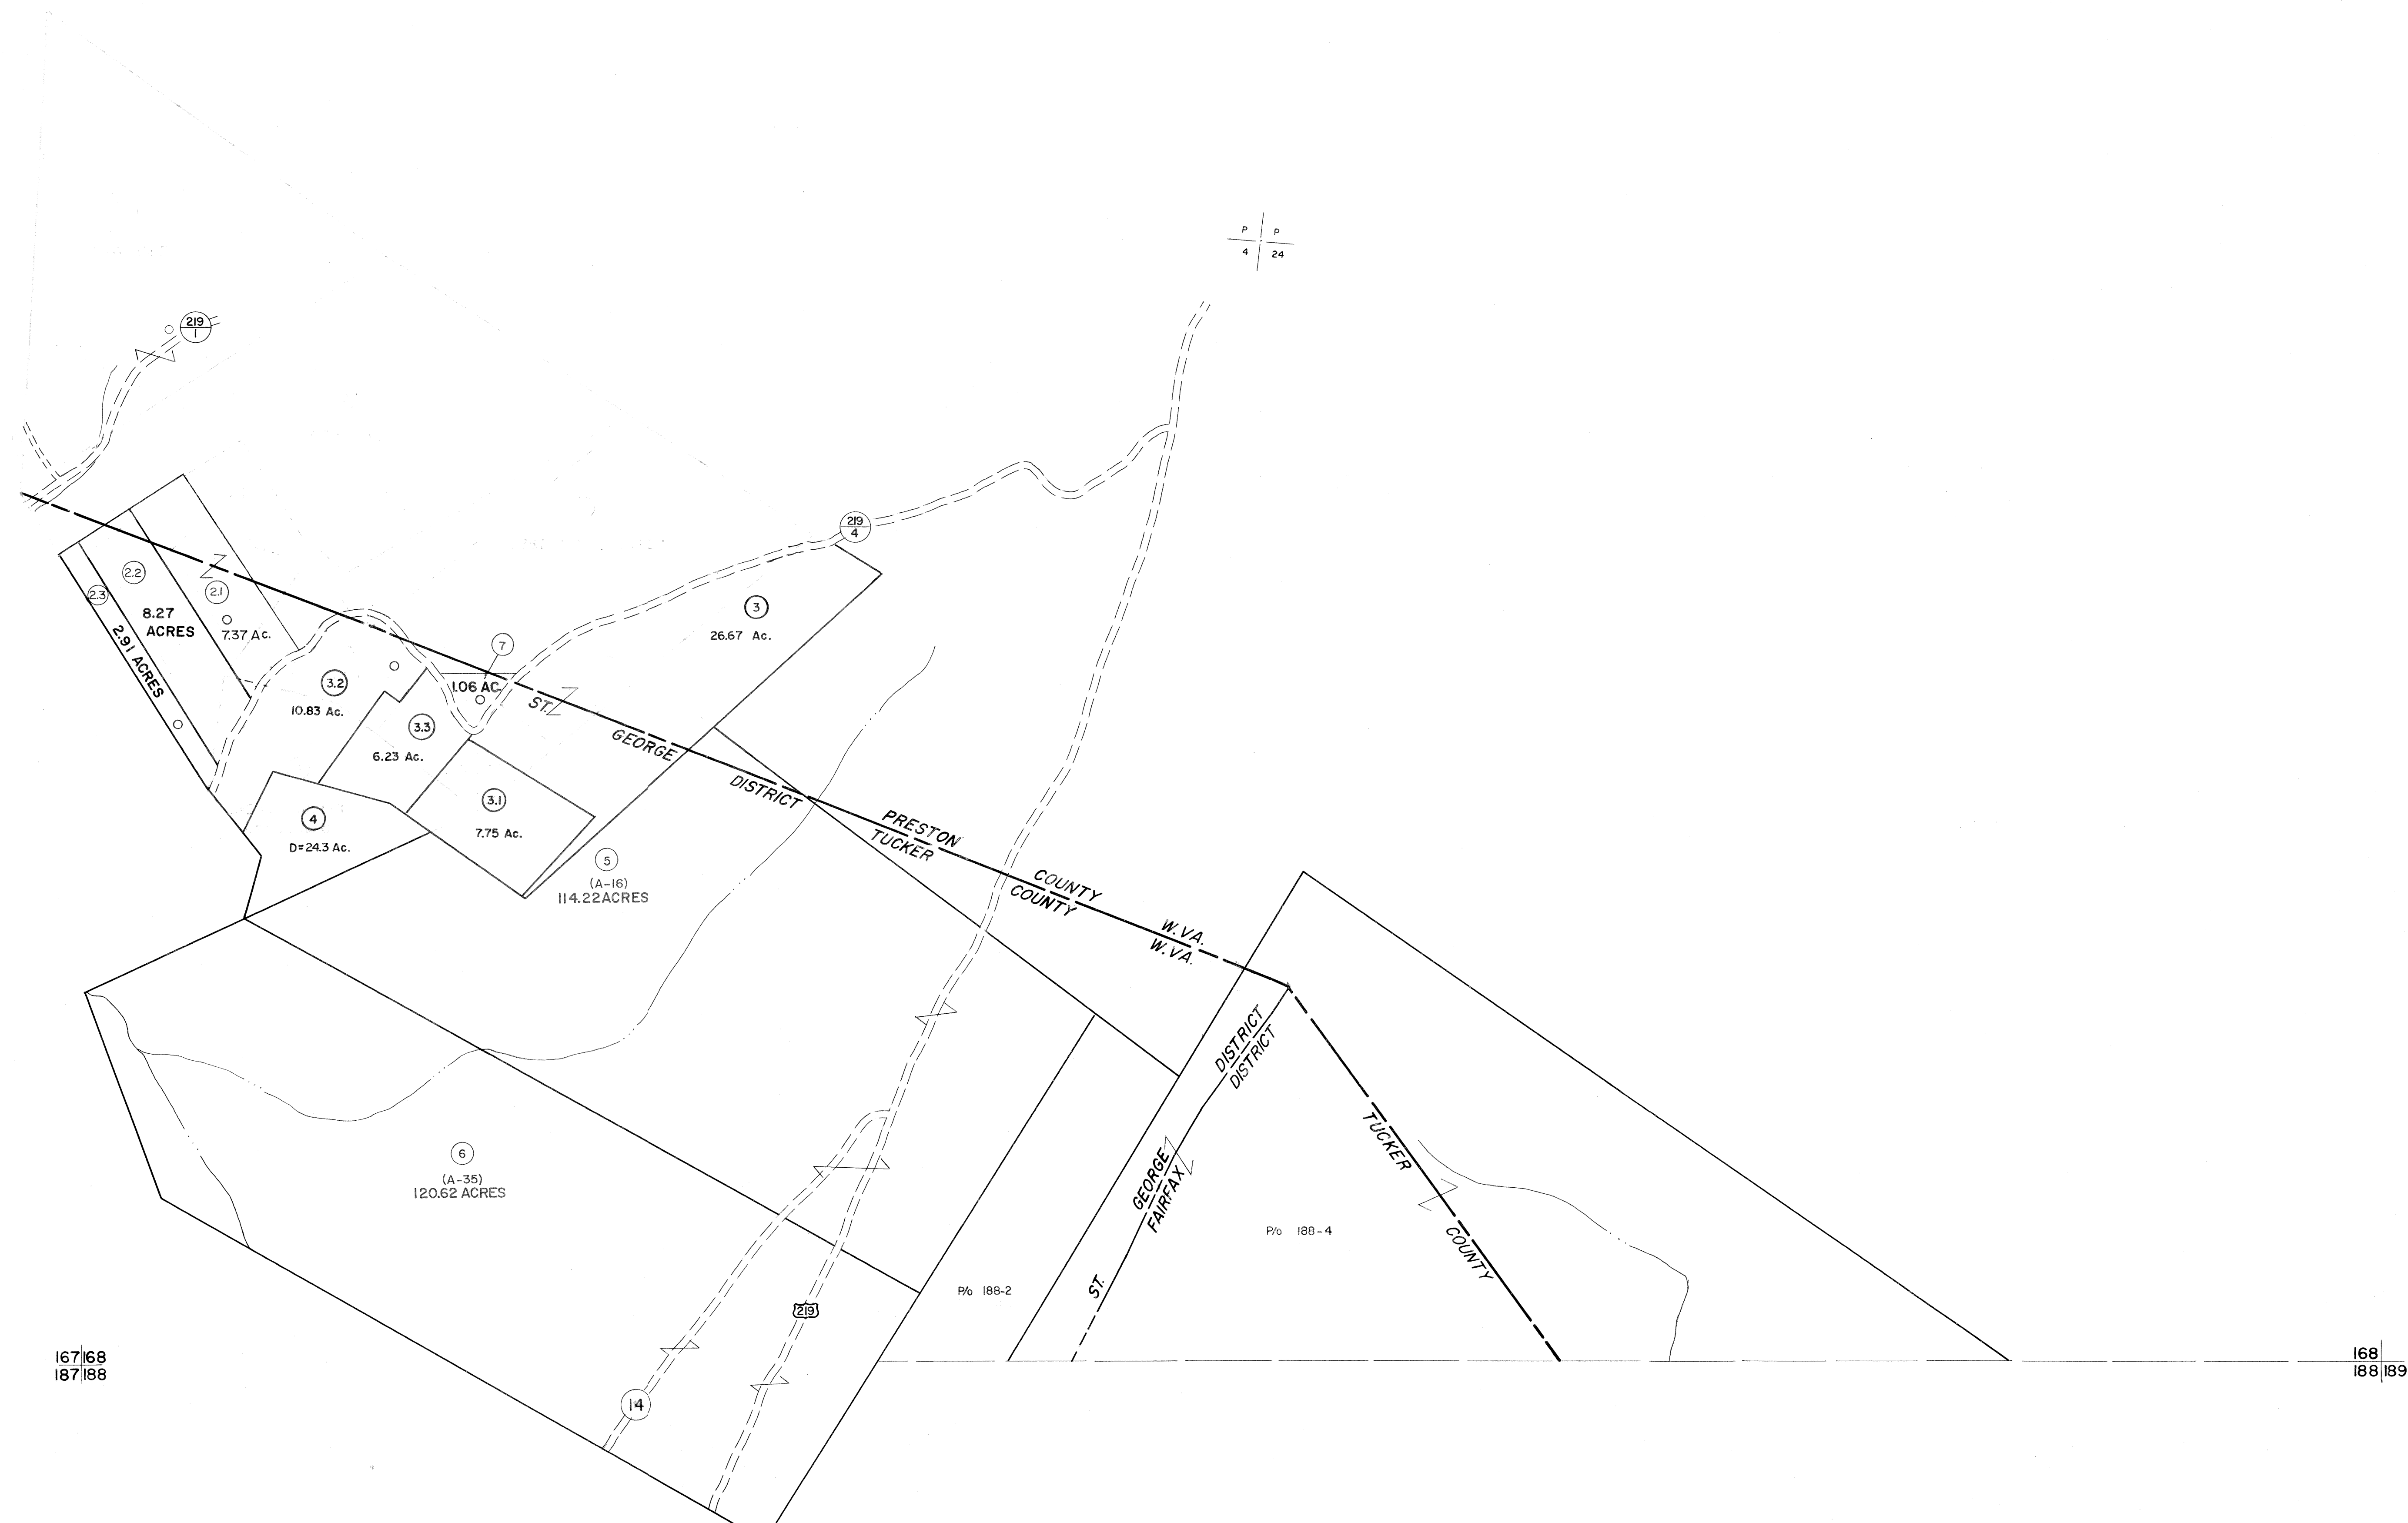 P P
4 24
219
1
219
4
2.2
2.3
2.1
3
8.27
ACRES
7.37 Ac.
26.67 Ac.
2.91 ACRES
7
1.06 AC.
3.2
10.83 Ac.
3.3
6.23 Ac.
ST. GEORGE DISTRICT
3.1
7.75 Ac.
4
D=24.3 Ac.
PRESTON COUNTY W.VA.
TUCKER COUNTY W.VA.
5
(A-16)
114.22 ACRES
ST. GEORGE DISTRICT
FAIRFAX DISTRICT
TUCKER COUNTY
6
(A-35)
120.62 ACRES
P/o 188-4
P/o 188-2
219
14
167 168
187 188
168
188 189